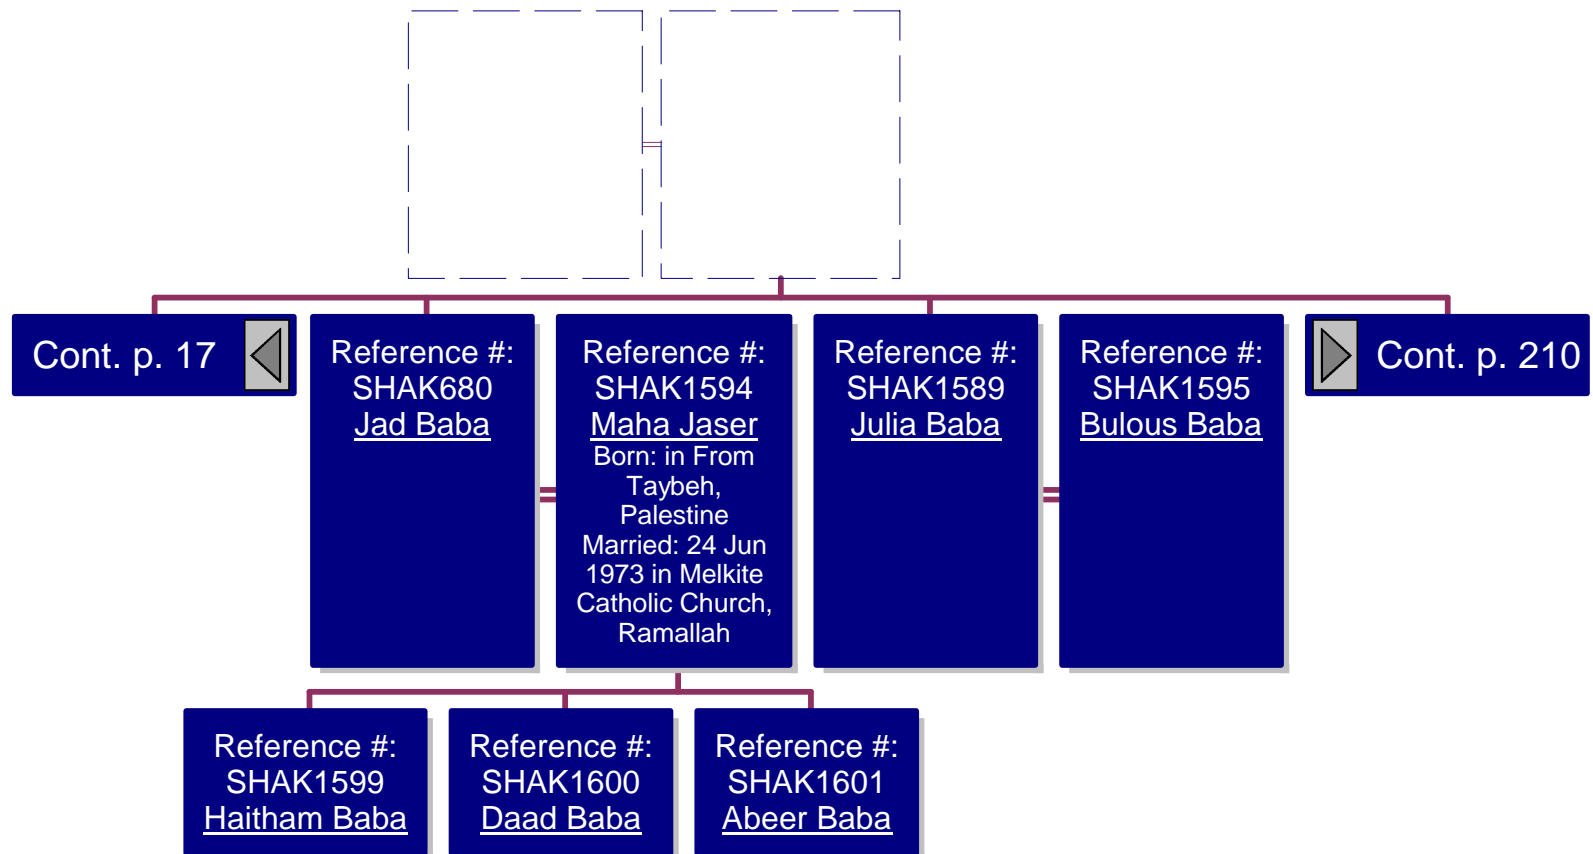 Cont. p. 17
Reference #:
SHAK680
Jad Baba
Reference #:
SHAK1594
Maha Jaser
Born: in From
Taybeh,
Palestine
Married: 24 Jun
1973 in Melkite
Catholic Church,
Ramallah
Reference #:
SHAK1589
Julia Baba
Reference #:
SHAK1595
Bulous Baba
Cont. p. 210
Reference #:
SHAK1599
Haitham Baba
Reference #:
SHAK1600
Daad Baba
Reference #:
SHAK1601
Abeer Baba